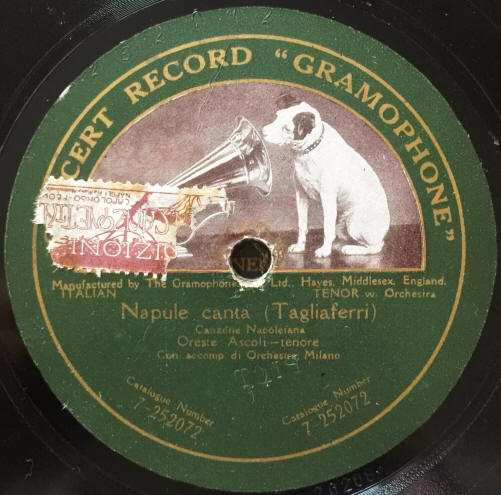 CERT RECORD "GRAMOPHONE"
Manufactured by The Gramophone Ltd., Hayes, Middlesex, England.
ITALIAN TENOR w. Orchestra
Napule canta (Tagliaferri)
Canzone Napoletana
Oreste Ascoli—tenore
Con accomp di Orchestra, Milano
Catalogue Number
7-252072
Catalogue Number
7-252072